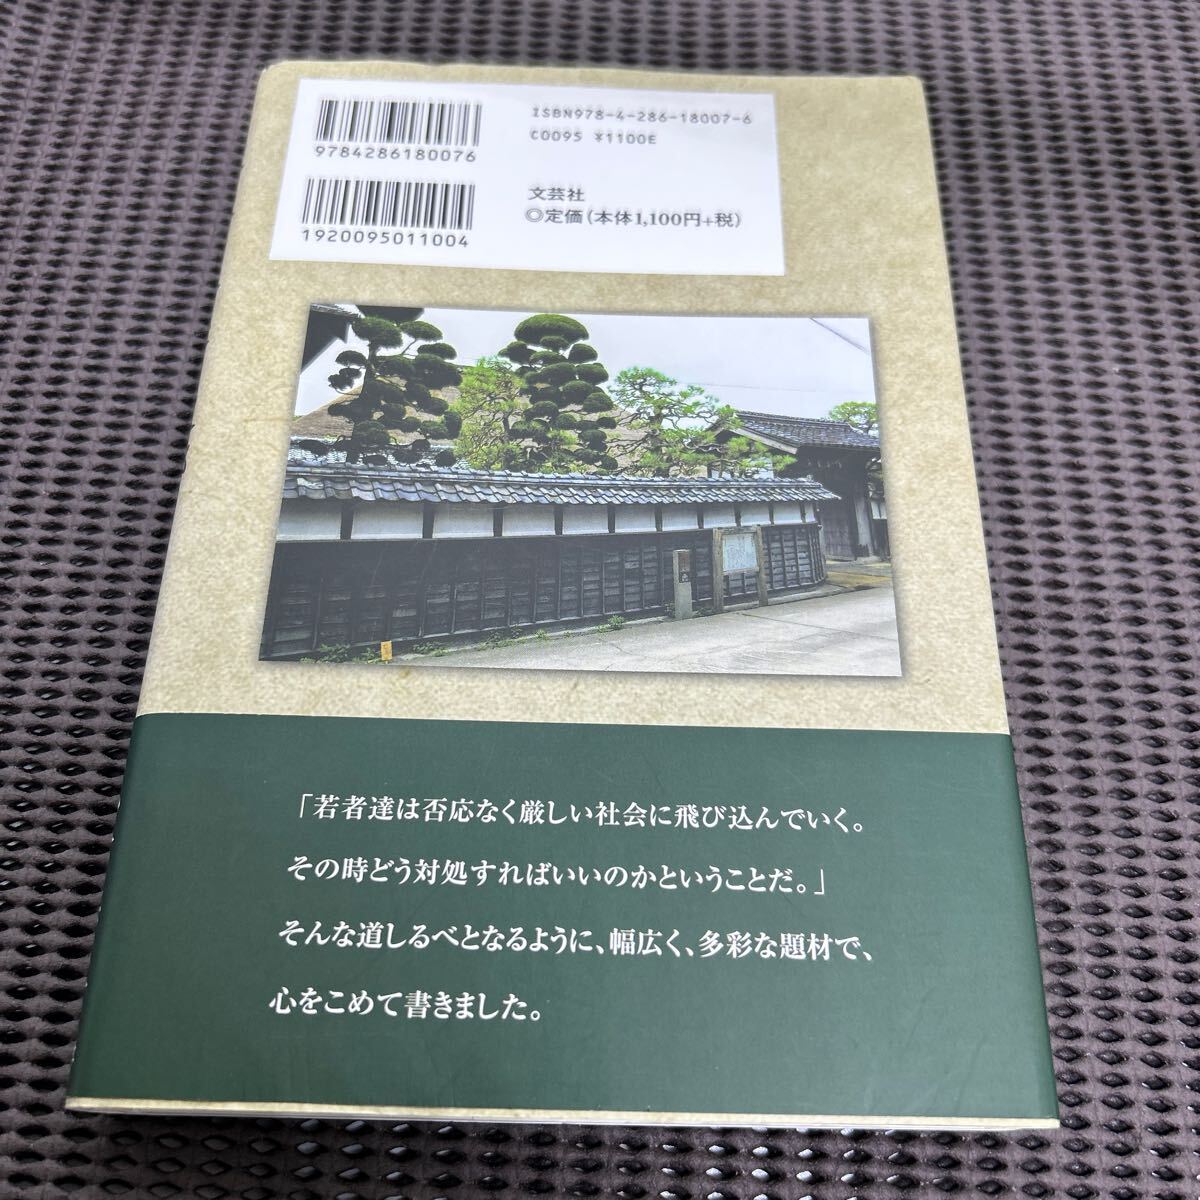 ISBN978-4-286-18007-6
C0095 ¥1100E
9784286180076
文芸社
◎定価(本体1,100円+税)
1920095011004
「若者達は否応なく厳しい社会に飛び込んでいく。
その時どう対処すればいいのかということだ。」
そんな道しるべとなるように、幅広く、多彩な題材で、
心をこめて書きました。